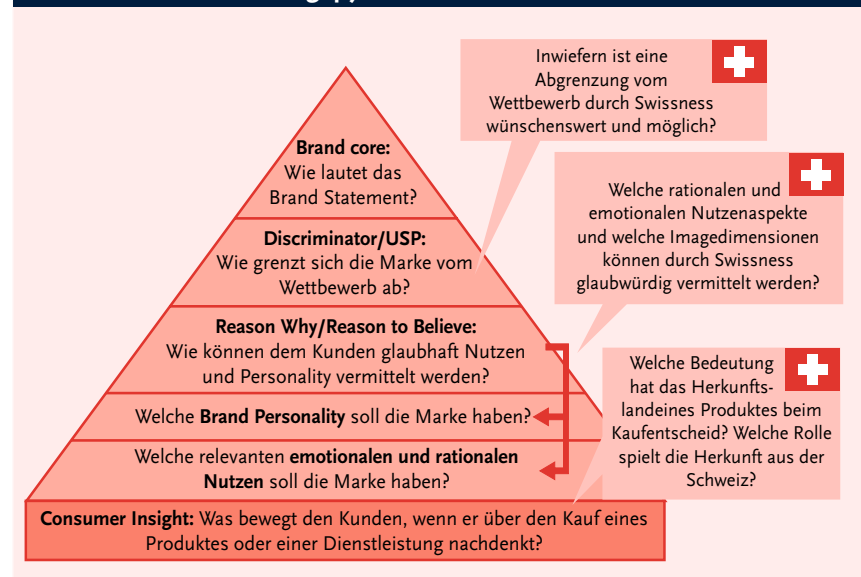 Brand core:
Wie lautet das
Brand Statement?
Discriminator/USP:
Wie grenzt sich die Marke vom
Wettbewerb ab?
Reason Why/Reason to Believe:
Wie können dem Kunden glaubhaft Nutzen
und Personality vermittelt werden?
Welche Brand Personality soll die Marke haben?
Welche relevanten emotionalen und rationalen
Nutzen soll die Marke haben?
Consumer Insight: Was bewegt den Kunden, wenn er über den Kauf eines
Produktes oder einer Dienstleistung nachdenkt?
Inwiefern ist eine
Abgrenzung vom
Wettbewerb durch Swissness
wünschenswert und möglich?
Welche rationalen und
emotionalen Nutzenaspekte
und welche Imagedimensionen
können durch Swissness
glaubwürdig vermittelt werden?
Welche Bedeutung
hat das Herkunfts-
landeines Produktes beim
Kaufentscheid? Welche Rolle
spielt die Herkunft aus der
Schweiz?